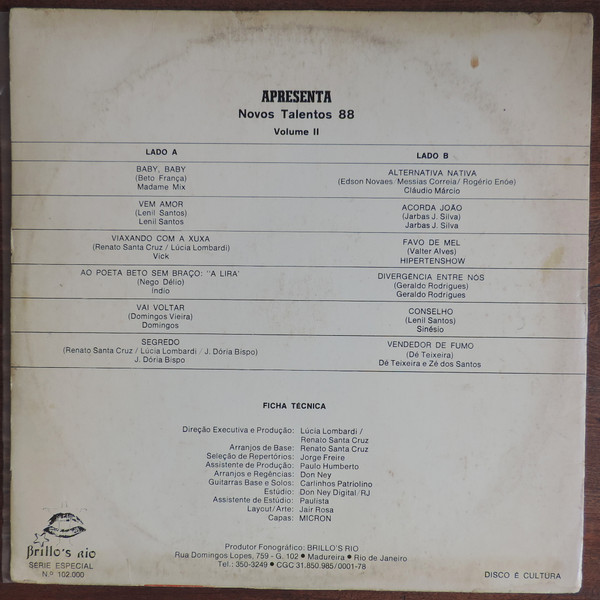 APRESENTA
Novos Talentos 88
Volume II
LADO A
BABY, BABY
(Beto França)
Madame Mix
VEM AMOR
(Lenil Santos)
Lenil Santos
VIAXANDO COM A XUXA
(Renato Santa Cruz / Lúcia Lombardi)
Vick
AO POETA BETO SEM BRAÇO: "A LIRA"
(Nego Délio)
Indio
VAI VOLTAR
(Domingos Vieira)
Domingos
SEGREDO
(Renato Santa Cruz / Lúcia Lombardi / J. Dória Bispo)
J. Dória Bispo
LADO B
ALTERNATIVA NATIVA
(Edson Novaes / Messias Correia / Rogério Enóe)
Cláudio Márcio
ACORDA JOÃO
(Jarbas J. Silva)
Jarbas J. Silva
FAVO DE MEL
(Valter Alves)
HIPERTENSHOW
DIVERGÊNCIA ENTRE NÓS
(Geraldo Rodrigues)
Geraldo Rodrigues
CONSELHO
(Lenil Santos)
Sinésio
VENDEDOR DE FUMO
(Dé Teixeira)
Dé Teixeira e Zé dos Santos
FICHA TÉCNICA
Direção Executiva e Produção: Lúcia Lombardi /
Renato Santa Cruz
Arranjos de Base: Renato Santa Cruz
Seleção de Repertórios: Jorge Freire
Assistente de Produção: Paulo Humberto
Arranjos e Regências: Don Ney
Guitarras Base e Solos: Carlinhos Patriolino
Estúdio: Don Ney Digital/RJ
Assistente de Estúdio: Paulista
Layout/Arte: Jair Rosa
Capas: MICRON
Brillo's Rio
SÉRIE ESPECIAL
N.º 102.000
Produtor Fonográfico: BRILLO'S RIO
Rua Domingos Lopes, 759 - G. 102 ● Madureira ● Rio de Janeiro
Tel.: 350-3249 ● CGC 31.850.985/0001-78
DISCO É CULTURA